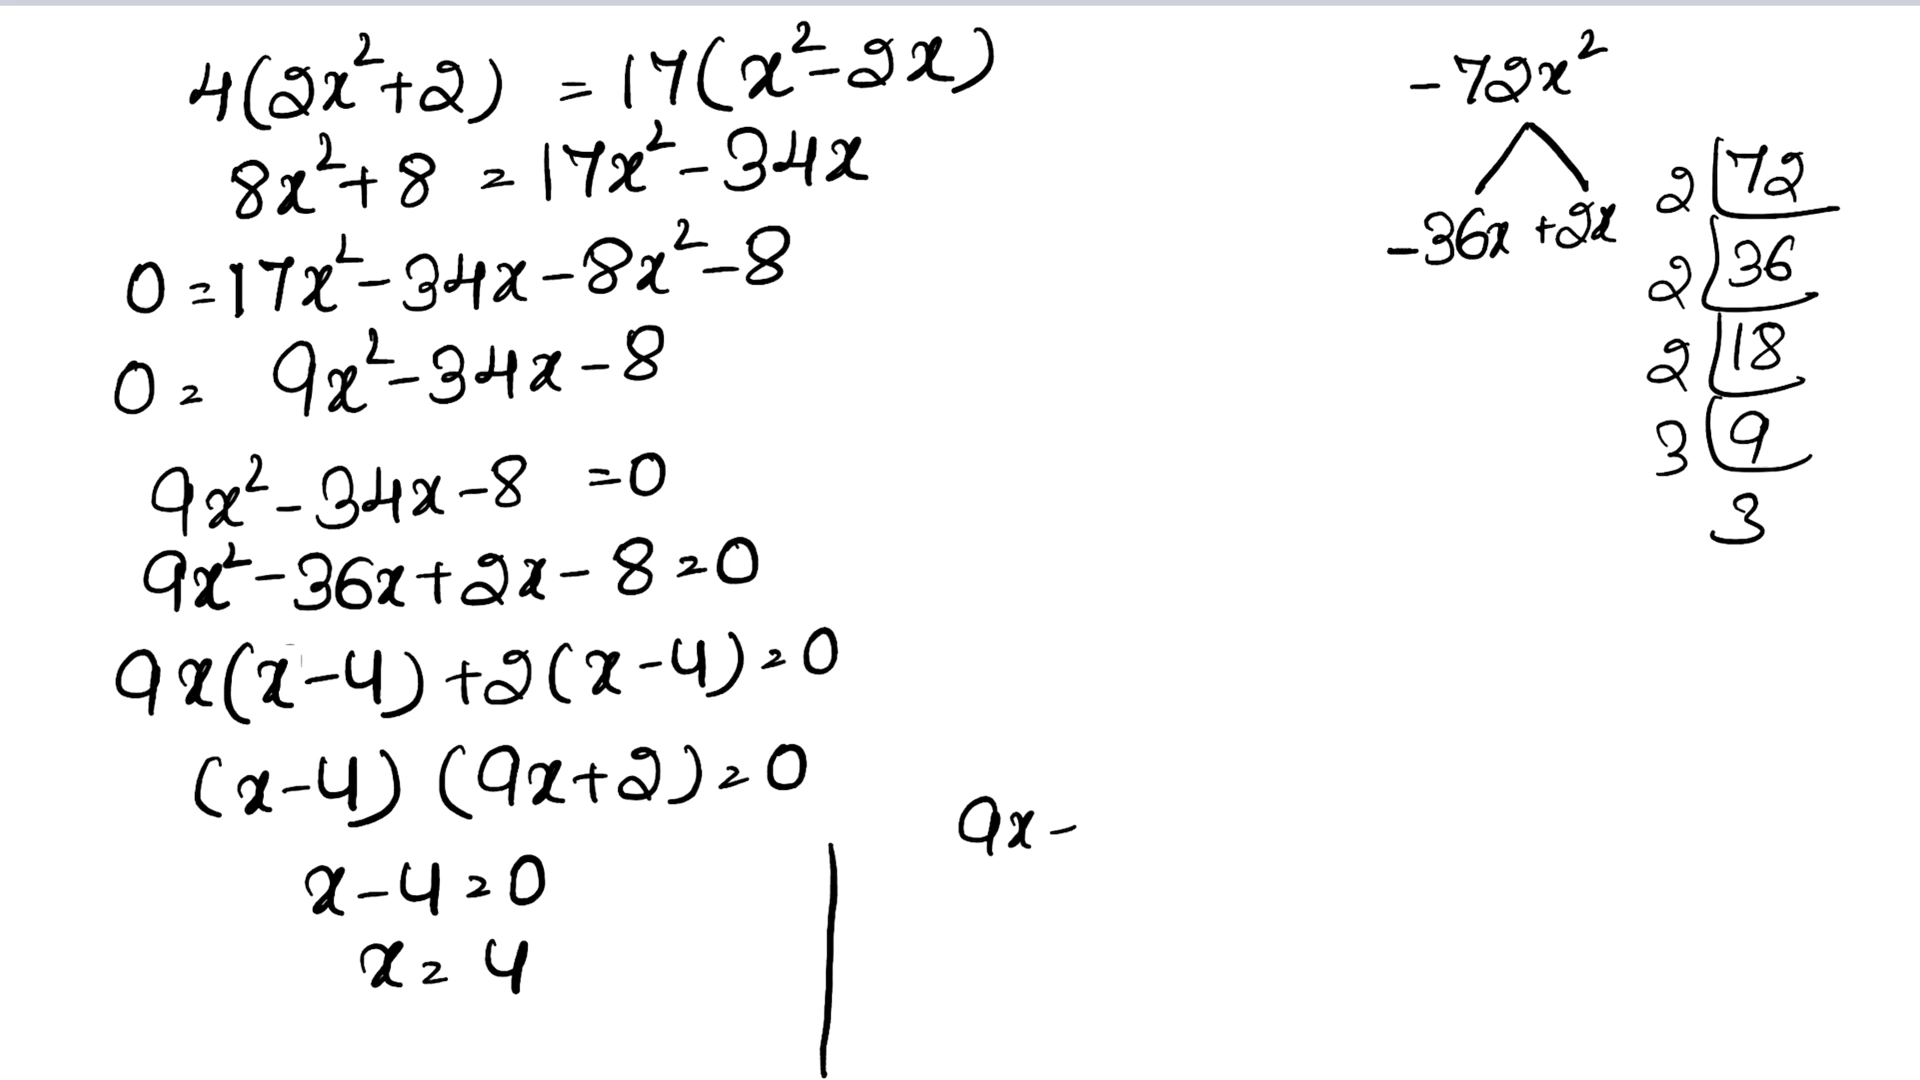 4(2x²+2) = 17(x²-2x)
8x²+8 = 17x²-34x
0 = 17x²-34x-8x²-8
0 = 9x²-34x-8
9x²-34x-8 = 0
9x²-36x+2x-8 = 0
9x(x-4)+2(x-4) = 0
(x-4) (9x+2) = 0
x-4 = 0
x = 4
9x -
-72x²
-36x +2x
2 72
2 36
2 18
3 9
3